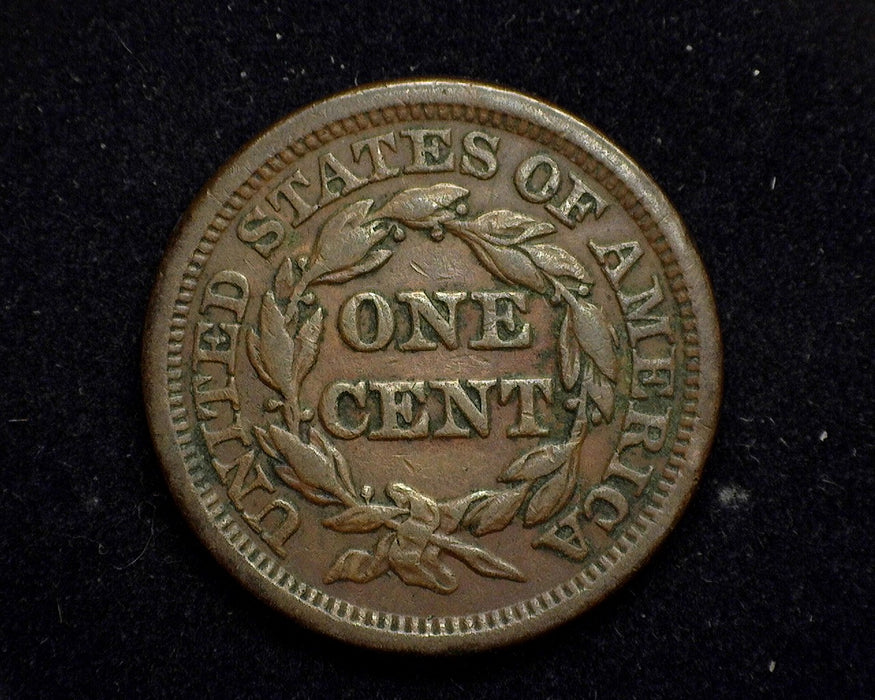 UNITED STATES OF AMERICA
ONE
CENT